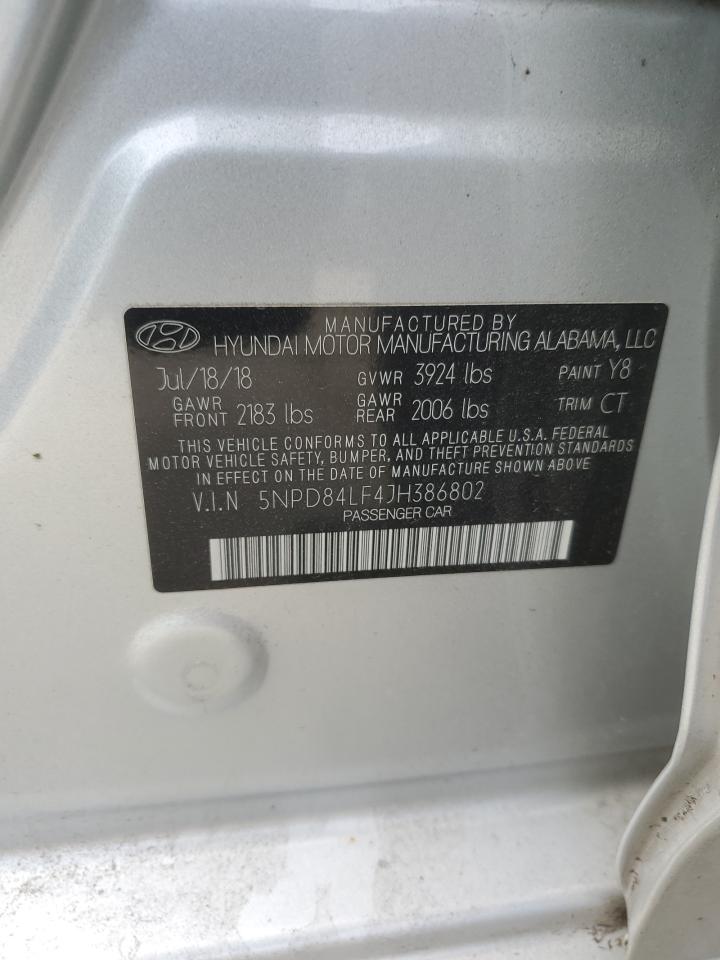 MANUFACTURED BY
HYUNDAI MOTOR MANUFACTURING ALABAMA, LLC
Jul/18/18 GVWR 3924 lbs PAINT Y8
GAWR FRONT 2183 lbs GAWR REAR 2006 lbs TRIM CT
THIS VEHICLE CONFORMS TO ALL APPLICABLE U.S.A. FEDERAL
MOTOR VEHICLE SAFETY, BUMPER, AND THEFT PREVENTION STANDARDS
IN EFFECT ON THE DATE OF MANUFACTURE SHOWN ABOVE
V.I.N 5NPD84LF4JH386802
PASSENGER CAR